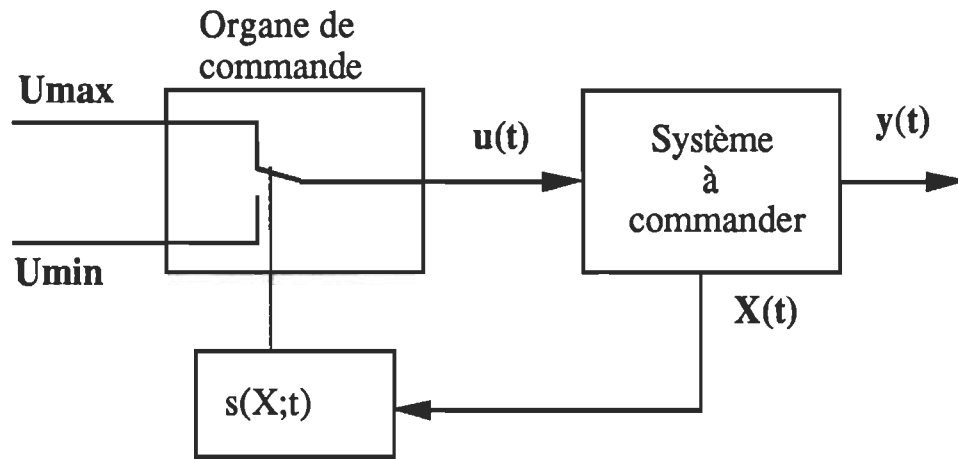 Organe de
commande
Umax
u(t)
Système
à
commander
y(t)
Umin
X(t)
s(X;t)